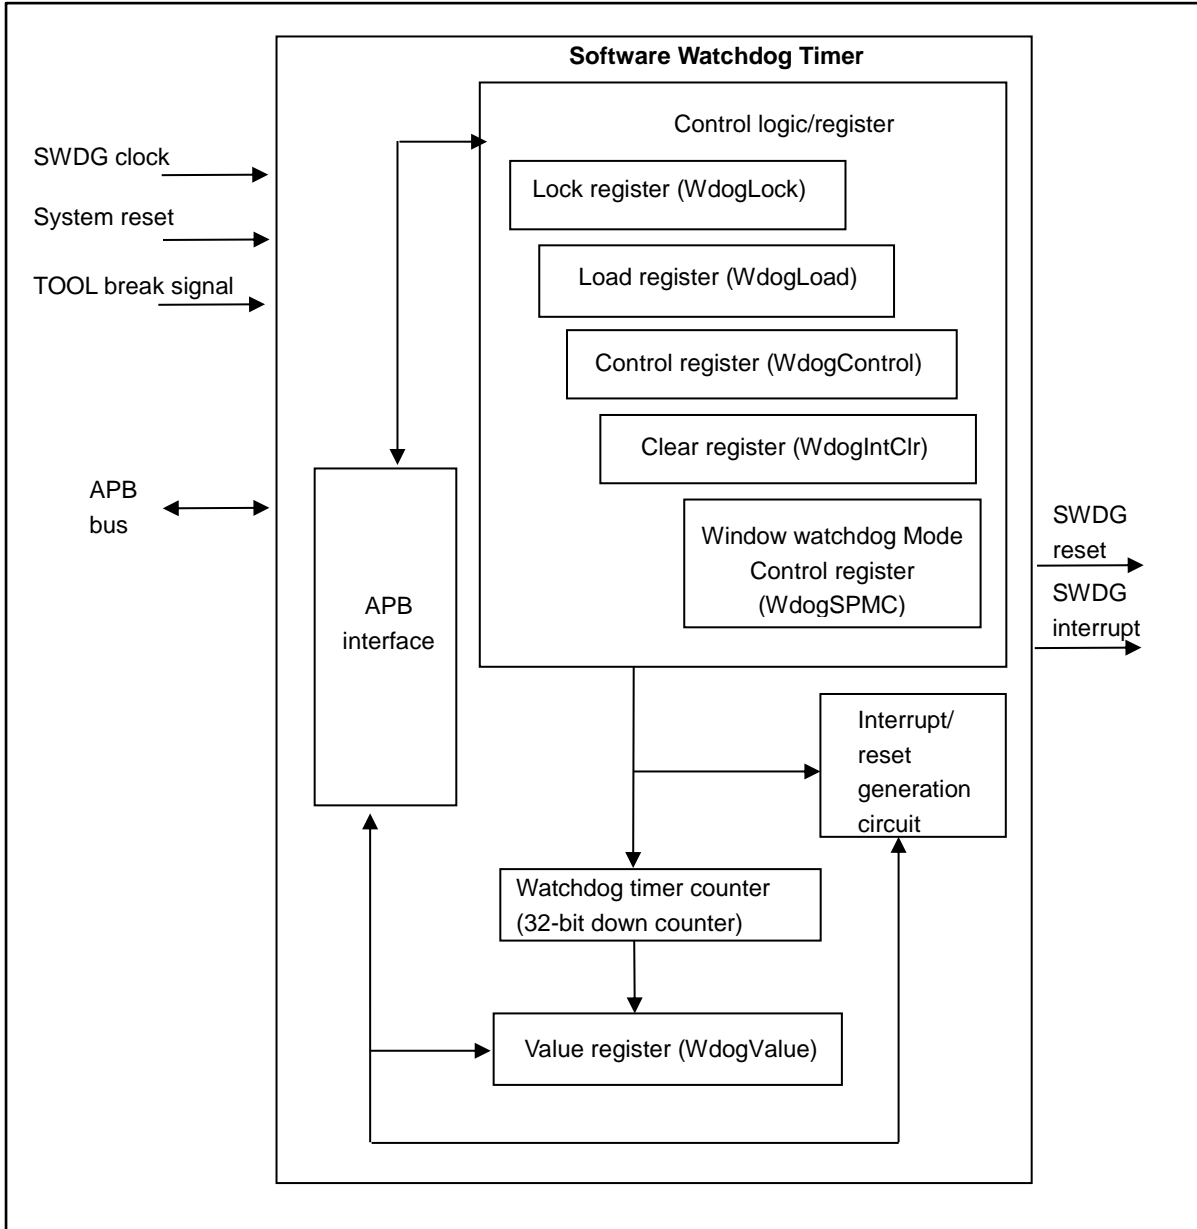 Software Watchdog Timer
Control logic/register
SWDG clock
System reset
TOOL break signal
Lock register (WdogLock)
Load register (WdogLoad)
Control register (WdogControl)
Clear register (WdogIntClr)
Window watchdog Mode
Control register
(WdogSPMC)
APB
bus
APB
interface
SWDG
reset
SWDG
interrupt
Interrupt/
reset
generation
circuit
Watchdog timer counter
(32-bit down counter)
Value register (WdogValue)